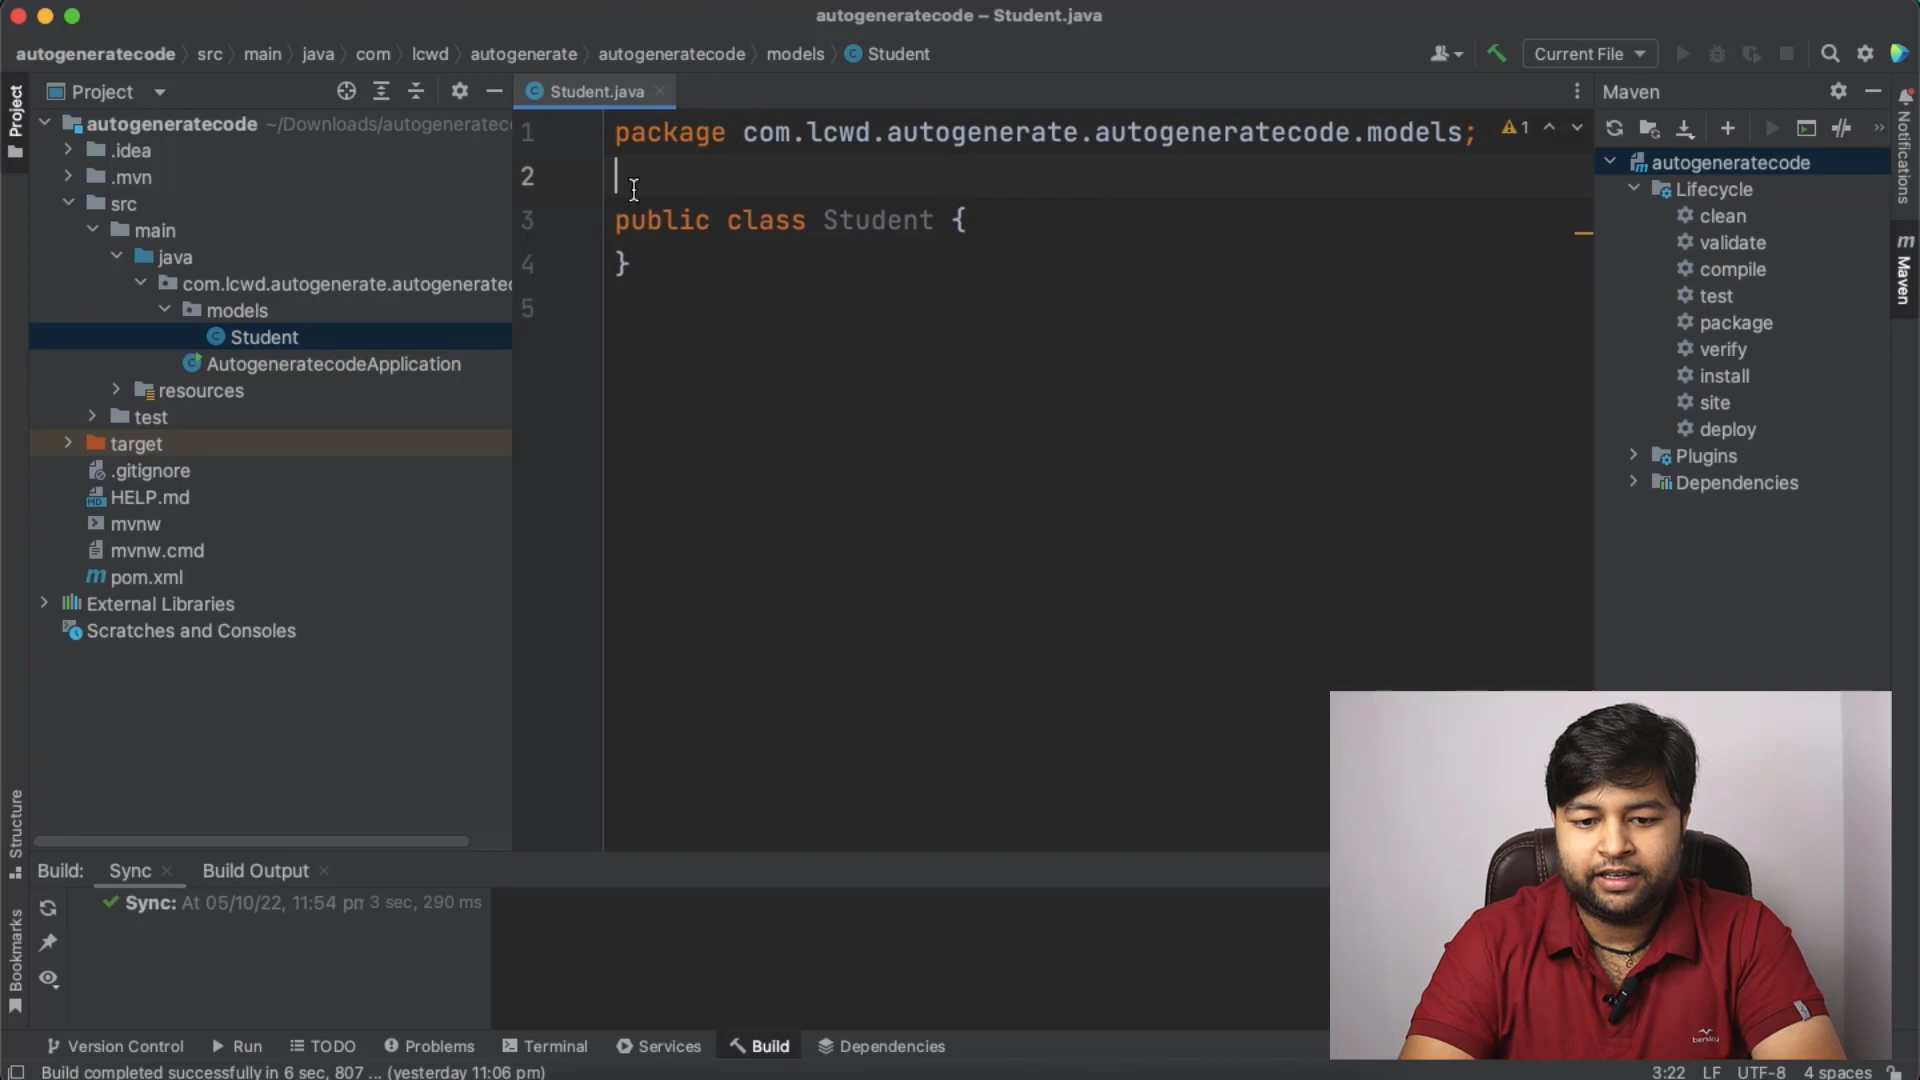 autogeneratecode – Student.java
autogeneratecode src main java com lcwd autogenerate autogeneratecode models Student
Current File
Project
Student.java
Maven
Project
Notifications
Maven
Structure
Bookmarks
autogeneratecode ~/Downloads/autogeneratec
.idea
.mvn
src
main
java
com.lcwd.autogenerate.autogeneratec
models
Student
AutogeneratecodeApplication
resources
test
target
.gitignore
HELP.md
mvnw
mvnw.cmd
pom.xml
External Libraries
Scratches and Consoles
1 package com.lcwd.autogenerate.autogeneratecode.models;
1
2
3 public class Student {
4 }
5
autogeneratecode
Lifecycle
clean
validate
compile
test
package
verify
install
site
deploy
Plugins
Dependencies
Build: Sync Build Output
Sync: At 05/10/22, 11:54 pm 3 sec, 290 ms
berkley
Version Control Run TODO Problems Terminal Services Build Dependencies
Build completed successfully in 6 sec, 807 ... (yesterday 11:06 pm)
3:22 LF UTF-8 4 spaces